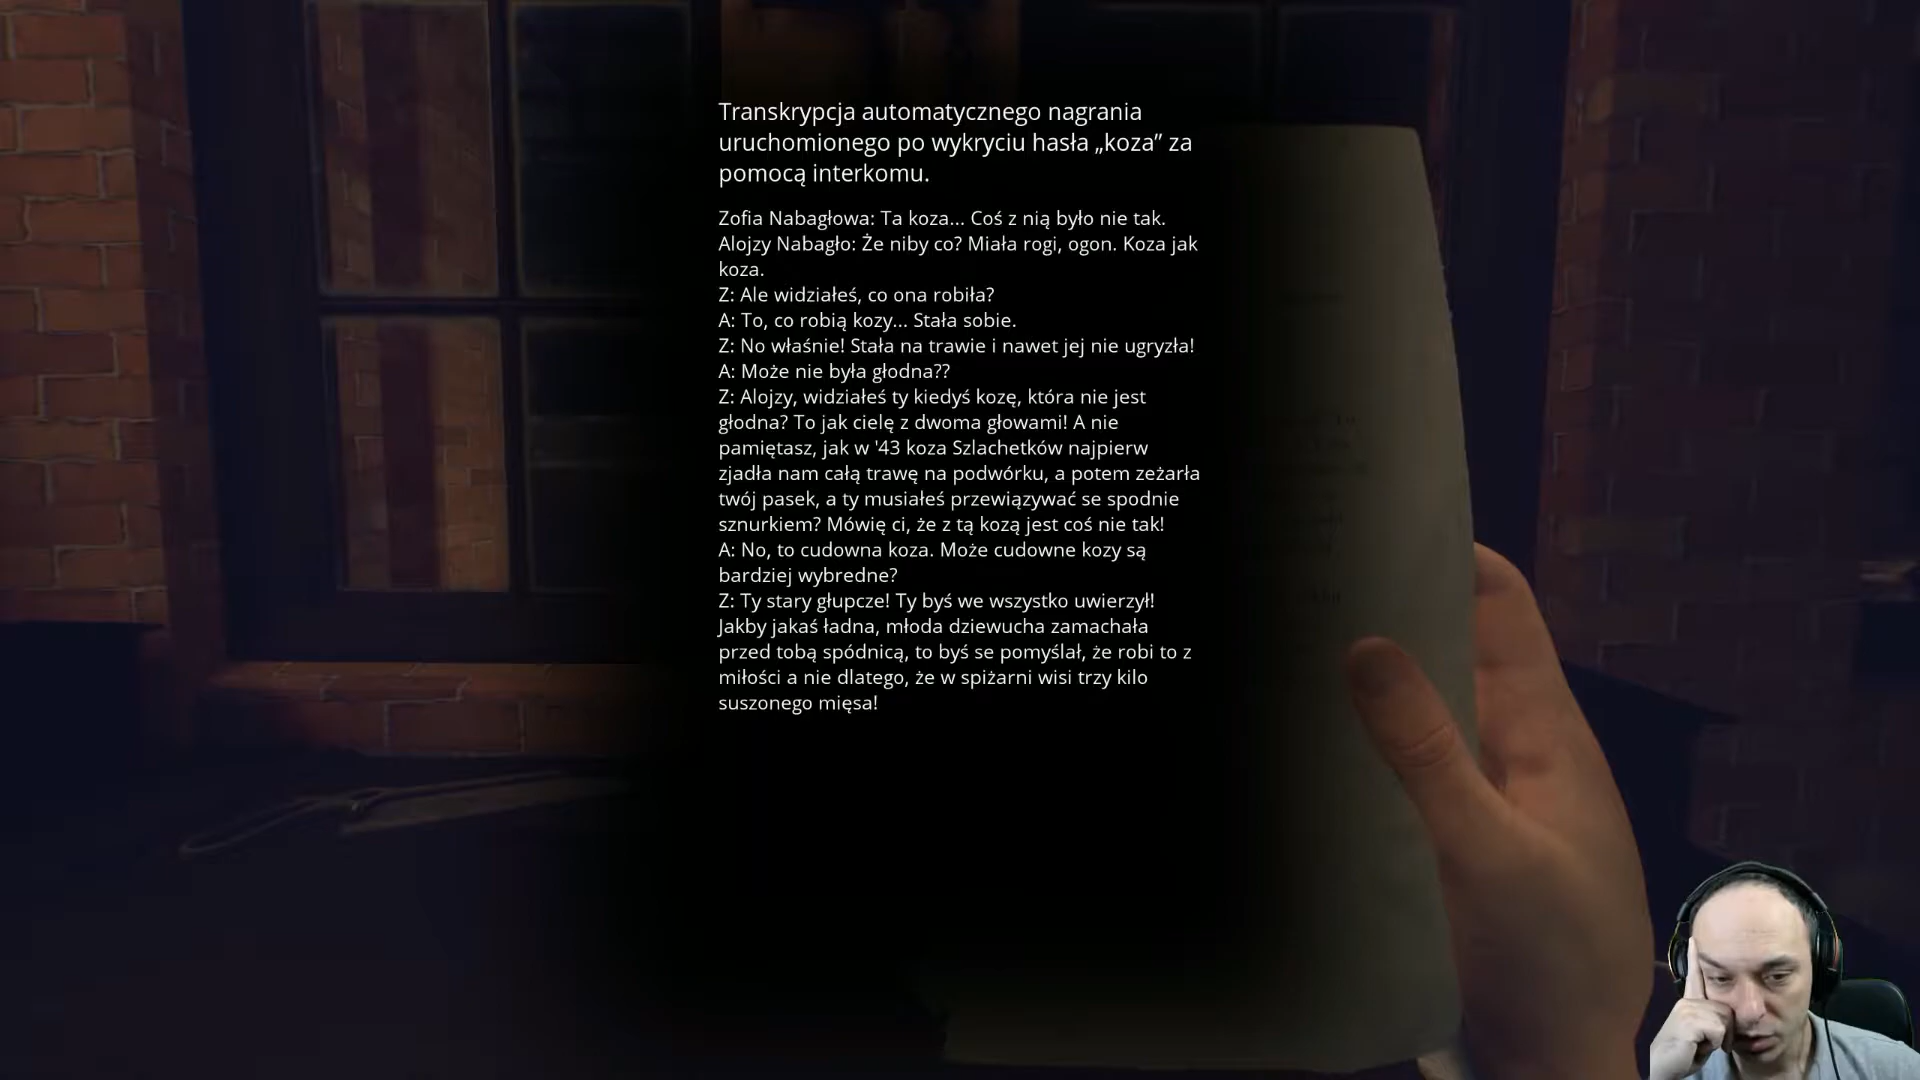 Transkrypcja automatycznego nagrania
uruchomionego po wykryciu hasła „koza” za
pomocą interkomu.
Zofia Nabagłowa: Ta koza... Coś z nią było nie tak.
Alojzy Nabagło: Że niby co? Miała rogi, ogon. Koza jak
koza.
Z: Ale widziałeś, co ona robiła?
A: To, co robią kozy... Stała sobie.
Z: No właśnie! Stała na trawie i nawet jej nie ugryzła!
A: Może nie była głodna??
Z: Alojzy, widziałeś ty kiedyś kozę, która nie jest
głodna? To jak cielę z dwoma głowami! A nie
pamiętasz, jak w '43 koza Szlachetków najpierw
zjadła nam całą trawę na podwórku, a potem zeżarła
twój pasek, a ty musiałeś przewiązywać se spodnie
sznurkiem? Mówię ci, że z tą kozą jest coś nie tak!
A: No, to cudowna koza. Może cudowne kozy są
bardziej wybredne?
Z: Ty stary głupcze! Ty byś we wszystko uwierzył!
Jakby jakaś ładna, młoda dziewucha zamachała
przed tobą spódnicą, to byś se pomyślał, że robi to z
miłości a nie dlatego, że w spiżarni wisi trzy kilo
suszonego mięsa!